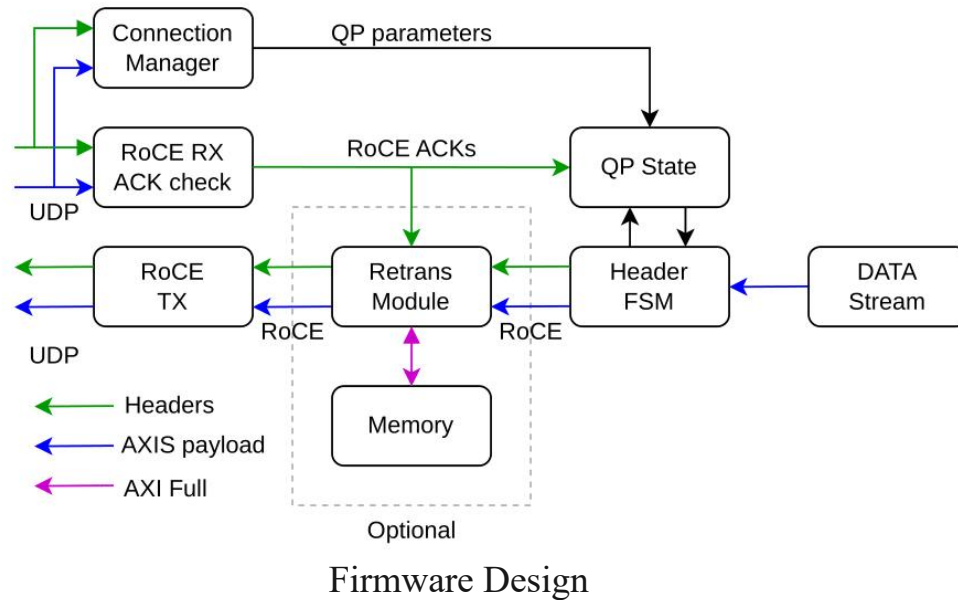 Connection
Manager
QP parameters
RoCE RX
ACK check
RoCE ACKs
QP State
UDP
RoCE
TX
Retrans
Module
Header
FSM
DATA
Stream
RoCE
RoCE
UDP
Headers
AXIS payload
AXI Full
Memory
Optional
Firmware Design